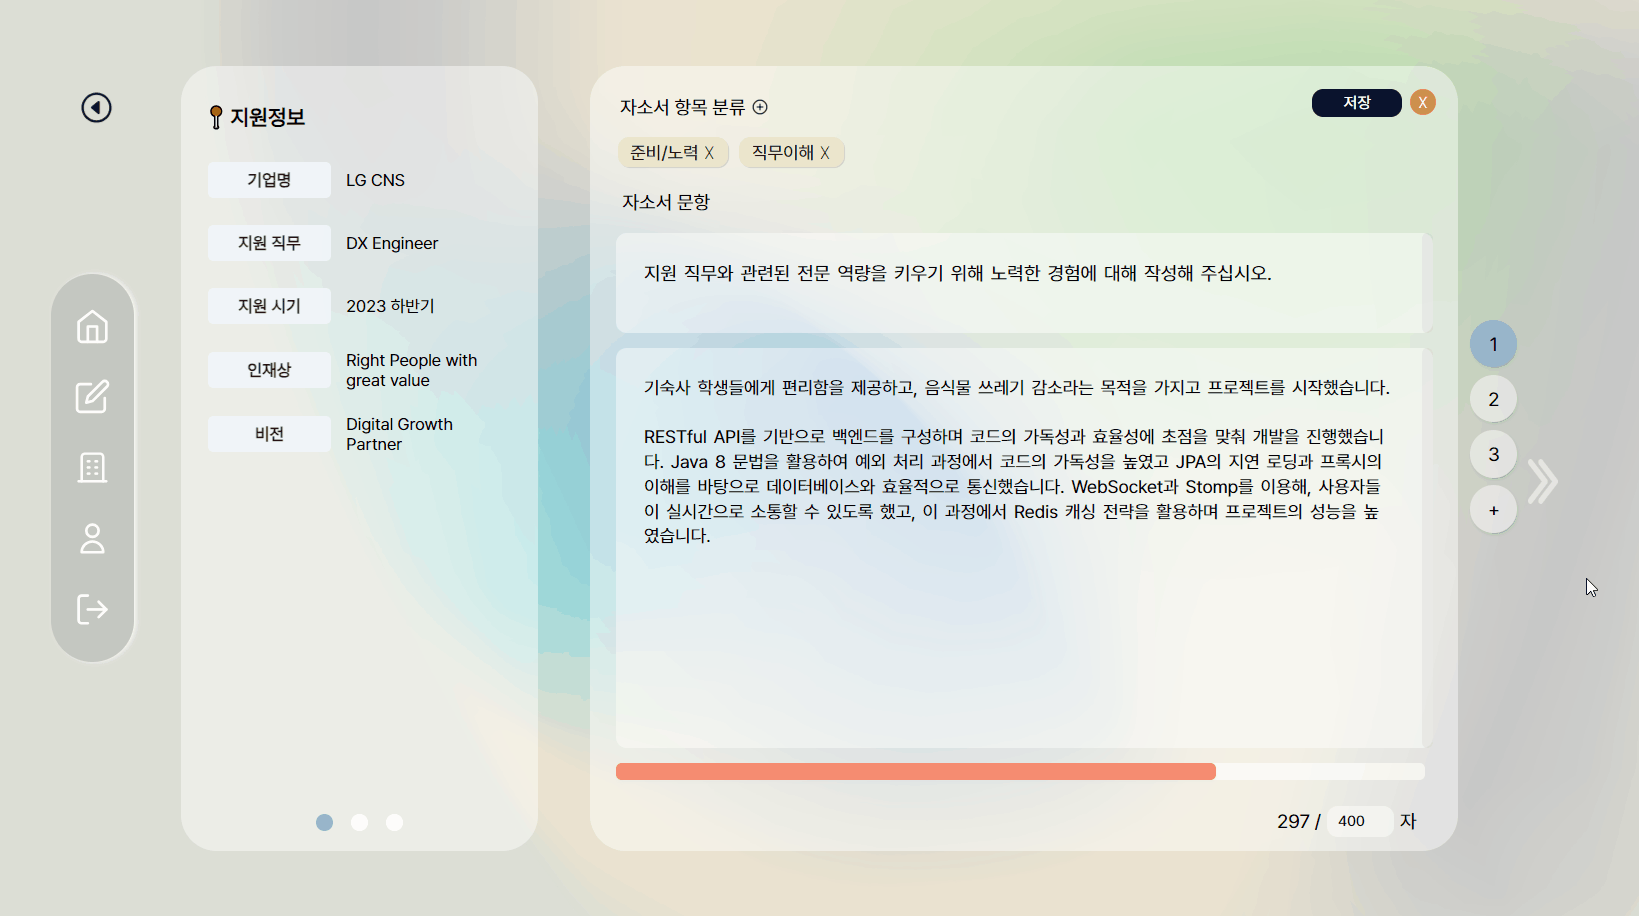 지원정보
기업명 LG CNS
지원 직무 DX Engineer
지원 시기 2023 하반기
인재상 Right People with
great value
비전 Digital Growth
Partner
자소서 항목 분류
저장 X
준비/노력 X 직무이해 X
자소서 문항
지원 직무와 관련된 전문 역량을 키우기 위해 노력한 경험에 대해 작성해 주십시오.
기숙사 학생들에게 편리함을 제공하고, 음식물 쓰레기 감소라는 목적을 가지고 프로젝트를 시작했습니다.
RESTful API를 기반으로 백엔드를 구성하며 코드의 가독성과 효율성에 초점을 맞춰 개발을 진행했습니
다. Java 8 문법을 활용하여 예외 처리 과정에서 코드의 가독성을 높였고 JPA의 지연 로딩과 프록시의
이해를 바탕으로 데이터베이스와 효율적으로 통신했습니다. WebSocket과 Stomp를 이용해, 사용자들
이 실시간으로 소통할 수 있도록 했고, 이 과정에서 Redis 캐싱 전략을 활용하며 프로젝트의 성능을 높
였습니다.
297 / 400 자
1
2
3
+